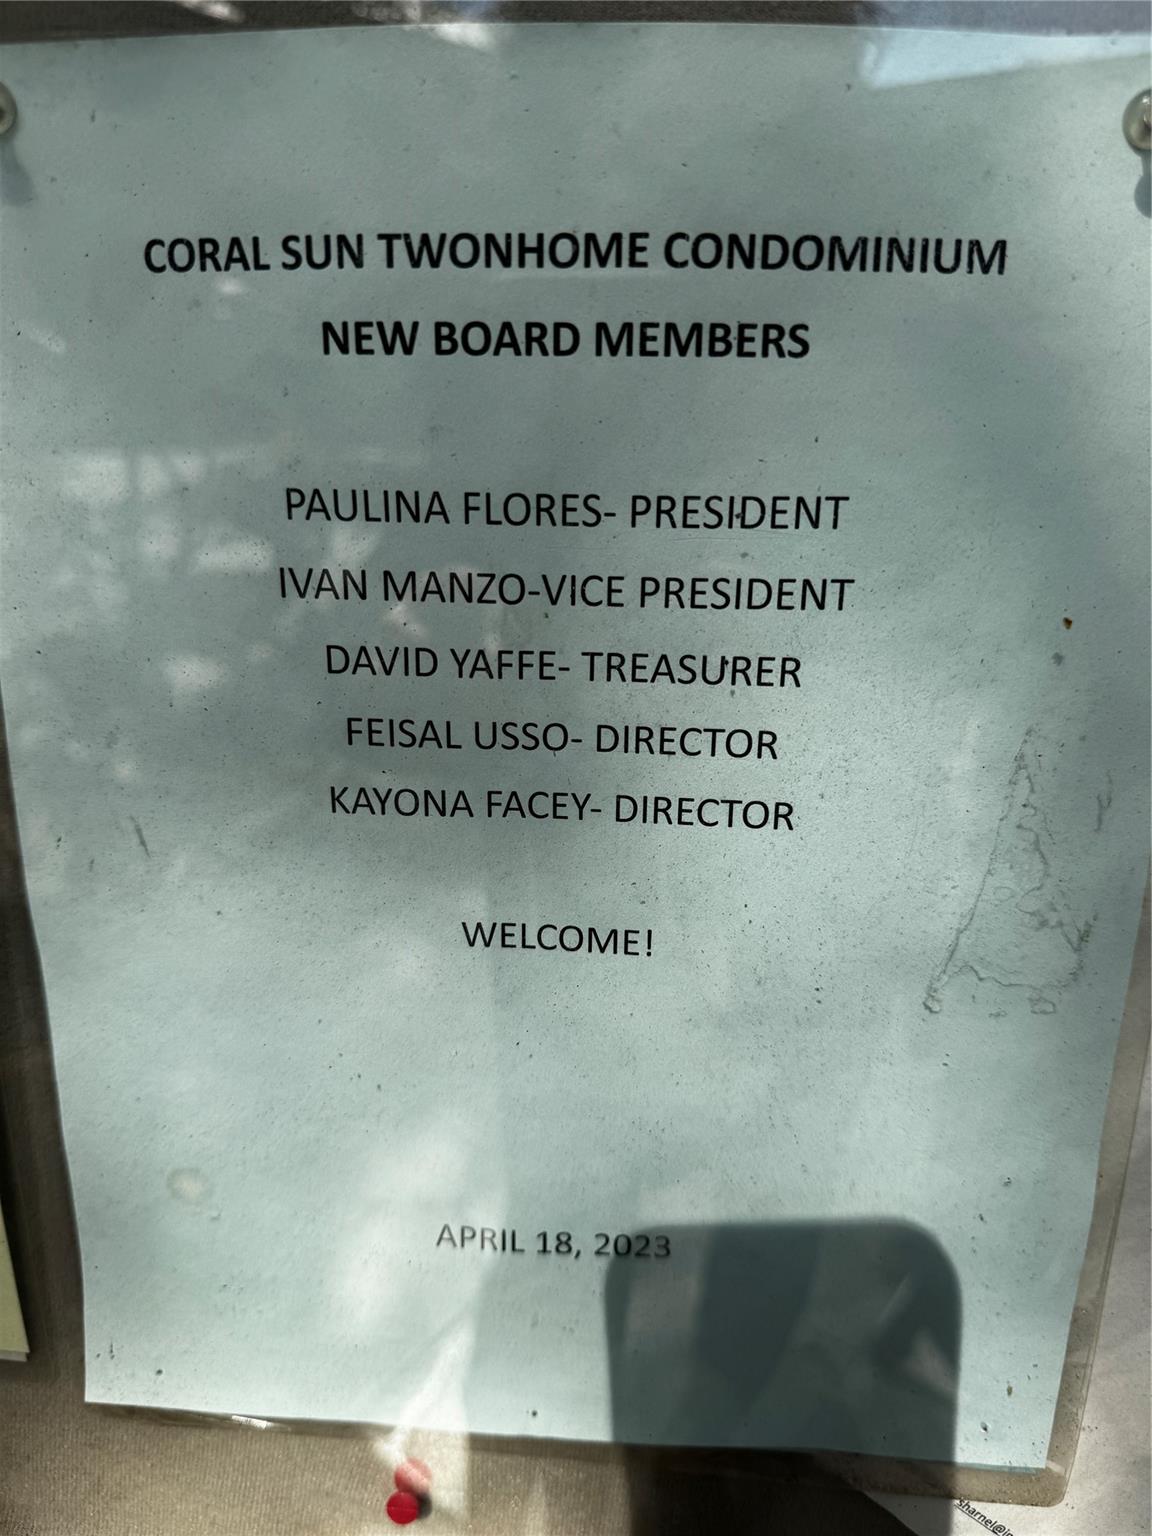 CORAL SUN TWONHOME CONDOMINIUM
NEW BOARD MEMBERS
PAULINA FLORES- PRESIDENT
IVAN MANZO-VICE PRESIDENT
DAVID YAFFE- TREASURER
FEISAL USSO- DIRECTOR
KAYONA FACEY- DIRECTOR
WELCOME!
APRIL 18, 2023